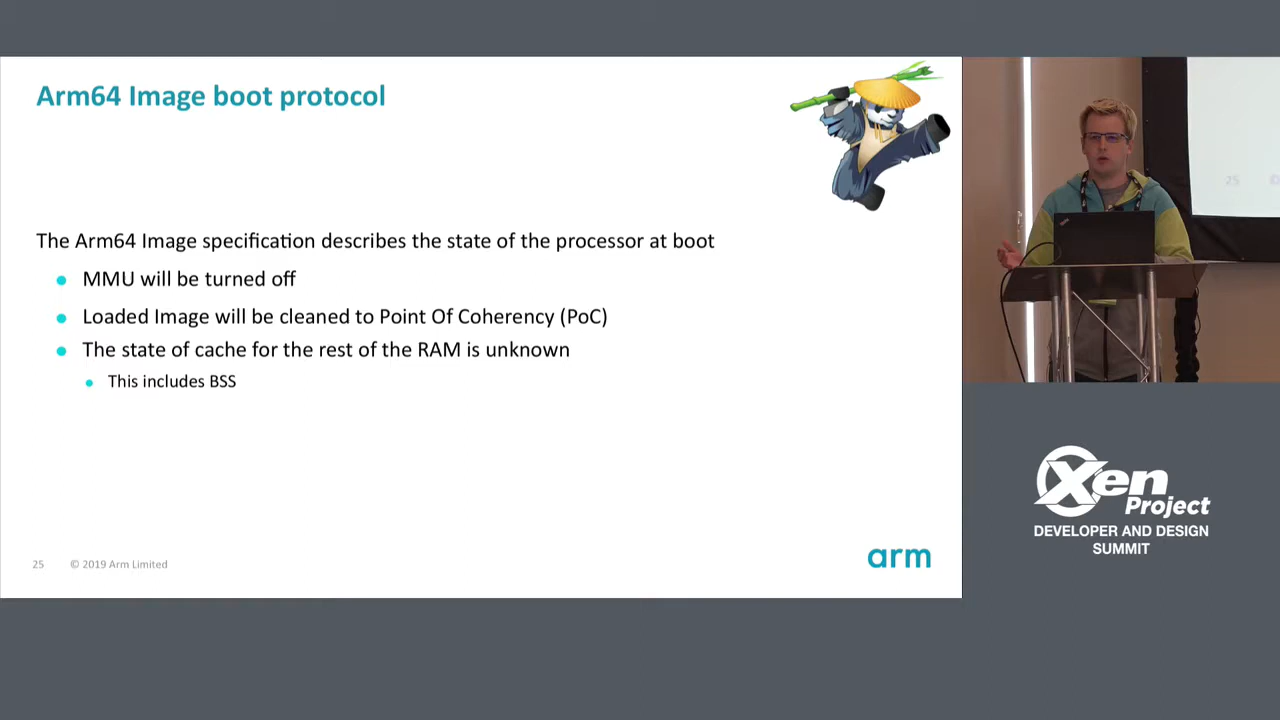 Arm64 Image boot protocol
The Arm64 Image specification describes the state of the processor at boot
MMU will be turned off
Loaded Image will be cleaned to Point Of Coherency (PoC)
The state of cache for the rest of the RAM is unknown
This includes BSS
25 © 2019 Arm Limited
arm
25 ©
Xen
Project
DEVELOPER AND DESIGN
SUMMIT